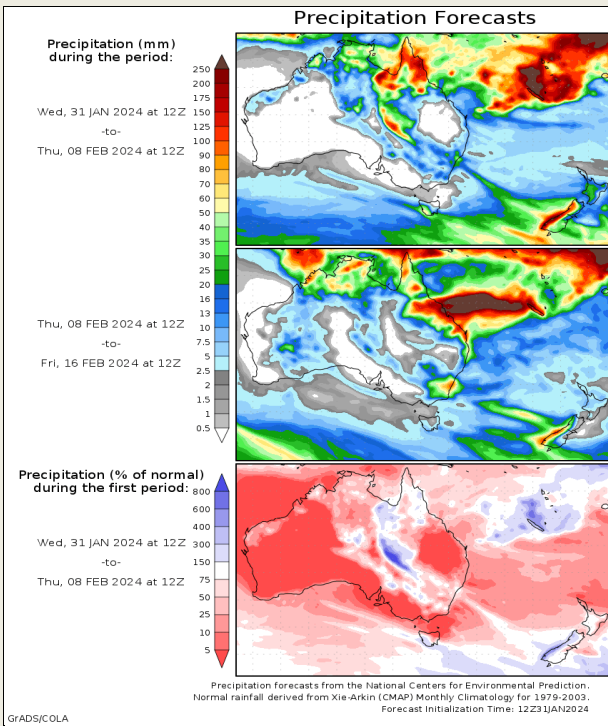 Precipitation Forecasts
Precipitation (mm)
during the period:
Wed, 31 JAN 2024 at 12Z
-to-
Thu, 08 FEB 2024 at 12Z
250
200
175
150
125
100
90
80
70
60
50
40
35
30
25
20
16
13
10
7.5
5
2.5
2
1.5
1
0.5
Thu, 08 FEB 2024 at 12Z
-to-
Fri, 16 FEB 2024 at 12Z
Precipitation (% of normal)
during the first period:
Wed, 31 JAN 2024 at 12Z
-to-
Thu, 08 FEB 2024 at 12Z
800
600
400
300
150
75
50
25
10
5
Precipitation forecasts from the National Centers for Environmental Prediction.
Normal rainfall derived from Xie-Arkin (CMAP) Monthly Climatology for 1979-2003.
Forecast Initialization Time: 12Z31JAN2024
GrADS/COLA